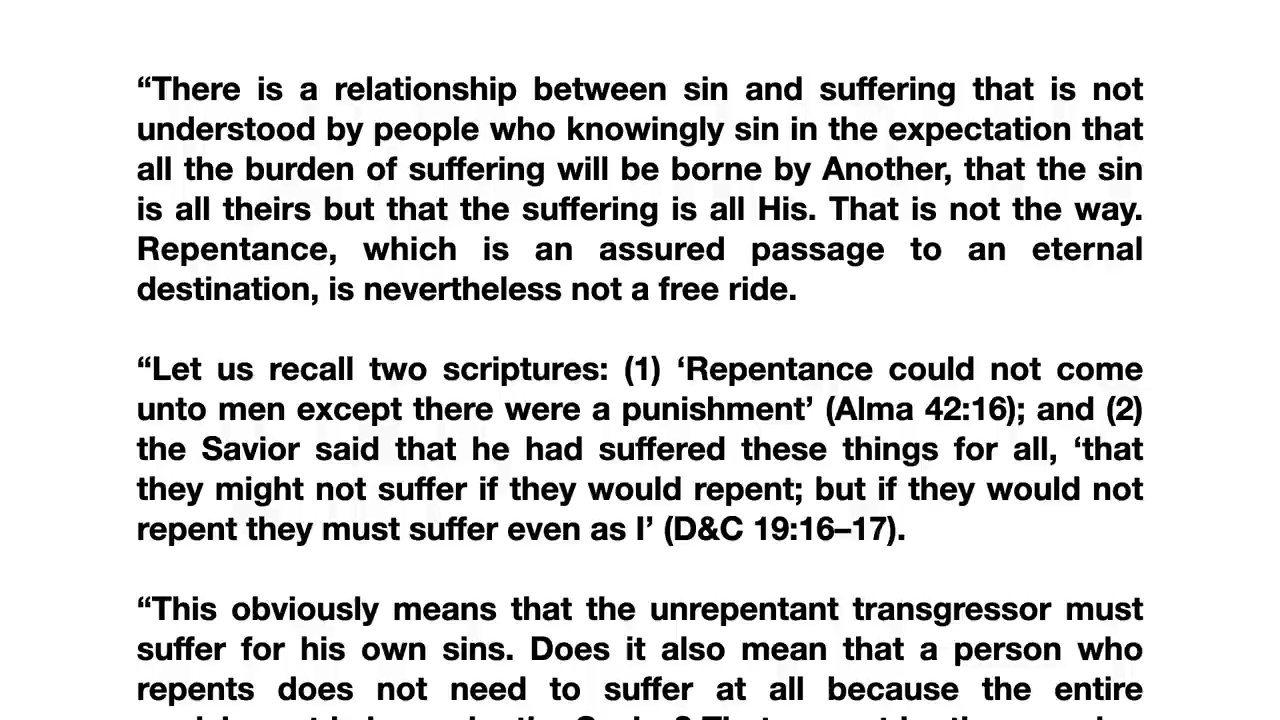 “There is a relationship between sin and suffering that is not
understood by people who knowingly sin in the expectation that
all the burden of suffering will be borne by Another, that the sin
is all theirs but that the suffering is all His. That is not the way.
Repentance, which is an assured passage to an eternal
destination, is nevertheless not a free ride.
“Let us recall two scriptures: (1) ‘Repentance could not come
unto men except there were a punishment’ (Alma 42:16); and (2)
the Savior said that he had suffered these things for all, ‘that
they might not suffer if they would repent; but if they would not
repent they must suffer even as I’ (D&C 19:16–17).
“This obviously means that the unrepentant transgressor must
suffer for his own sins. Does it also mean that a person who
repents does not need to suffer at all because the entire